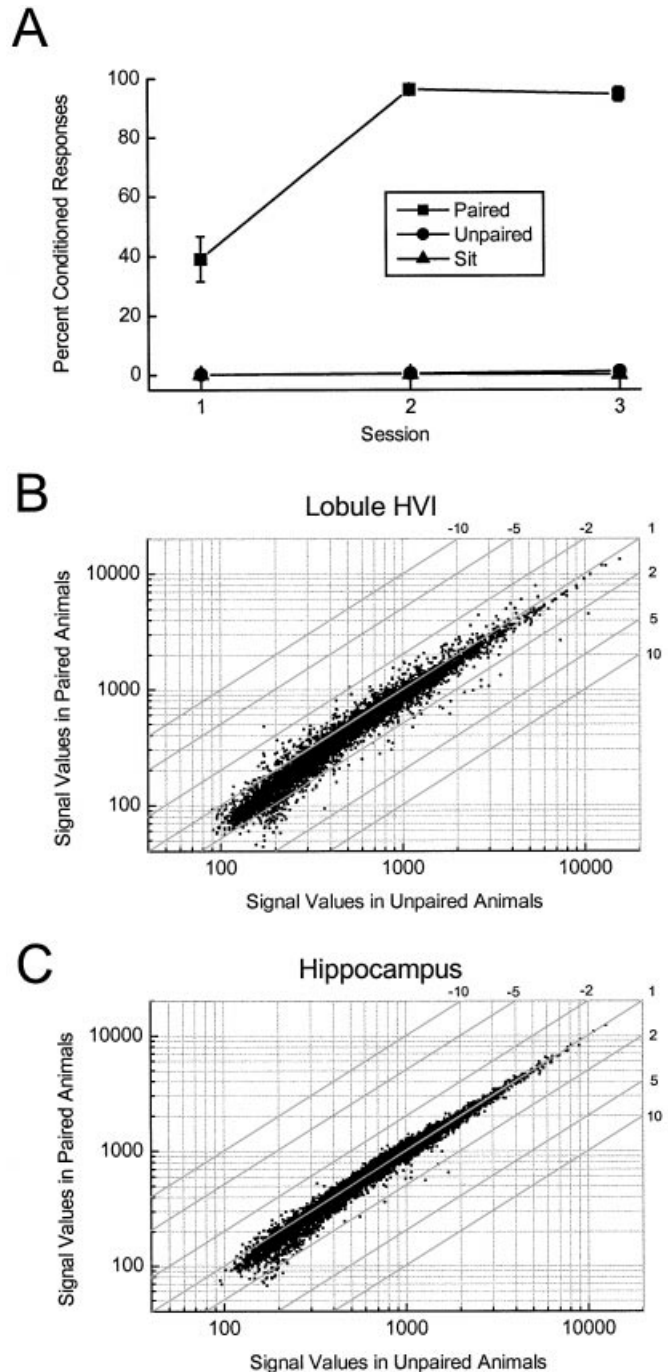 A
100
80
60
40
20
0
Percent Conditioned Responses
Paired
Unpaired
Sit
1 2 3
Session
B
Lobule HVI
-10 -5 -2 1
2
5
10
10000
1000
100
Signal Values in Paired Animals
100 1000 10000
Signal Values in Unpaired Animals
C
Hippocampus
-10 -5 -2 1
2
5
10
10000
1000
100
Signal Values in Paired Animals
100 1000 10000
Signal Values in Unpaired Animals